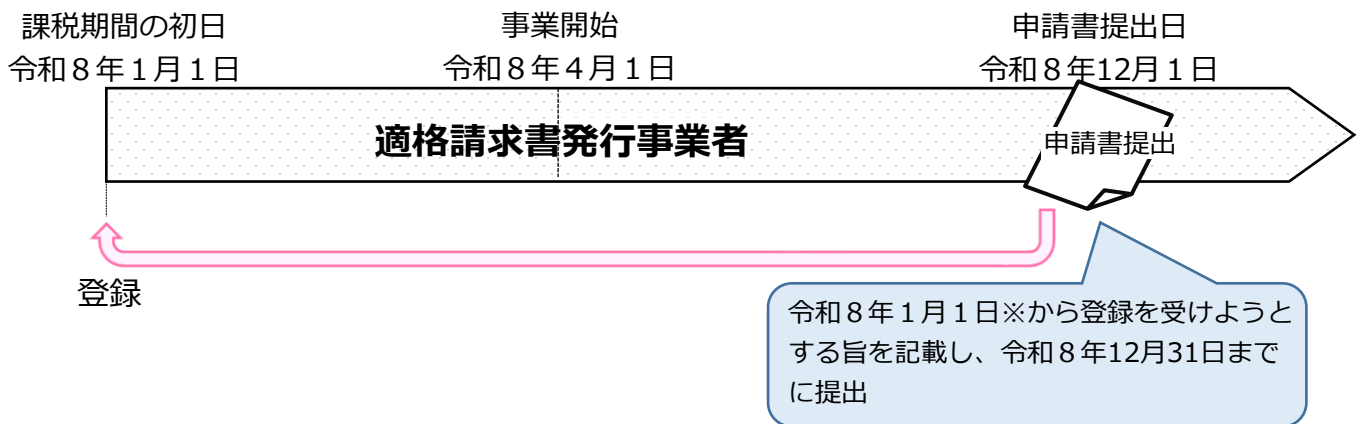 課税期間の初日
令和８年１月１日
事業開始
令和８年４月１日
申請書提出日
令和８年12月１日
適格請求書発行事業者
申請書提出
登録
令和８年１月１日※から登録を受けようと
する旨を記載し、令和８年12月31日まで
に提出